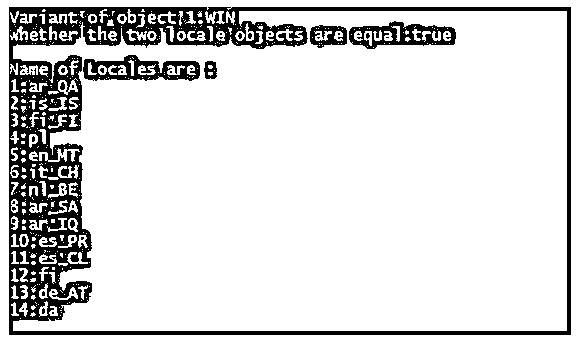 Variant of object 1:WIN
whether the two locale objects are equal:true
Name of Locales are :
1:ar_QA
2:is_IS
3:fi_FI
4:pl
5:en_MT
6:it_CH
7:nl_BE
8:ar_SA
9:ar_IQ
10:es_PR
11:es_CL
12:fi
13:de_AT
14:da